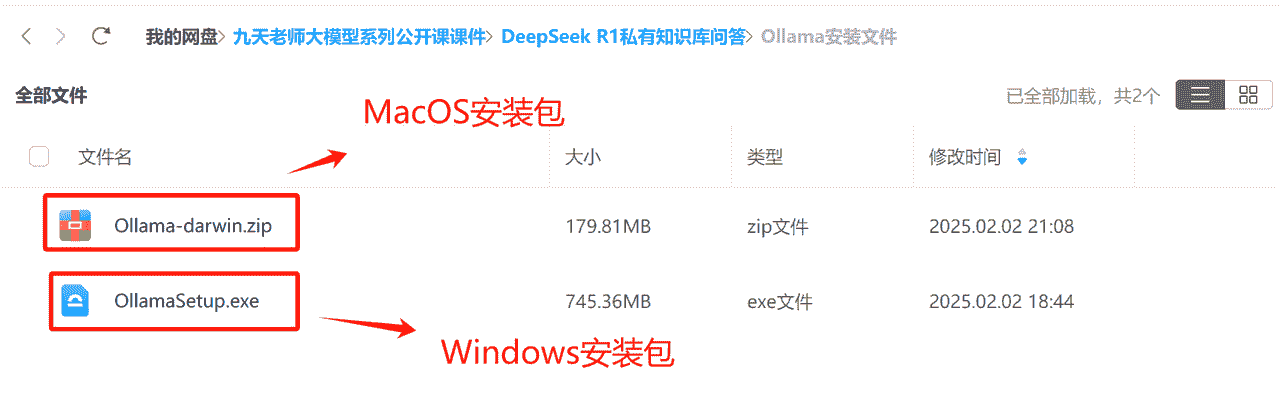 我的网盘> 九天老师大模型系列公开课课件> DeepSeek R1私有知识库问答> Ollama安装文件
全部文件
已全部加载，共2个
MacOS安装包
文件名 大小 类型 修改时间
Ollama-darwin.zip 179.81MB zip文件 2025.02.02 21:08
OllamaSetup.exe 745.36MB exe文件 2025.02.02 18:44
Windows安装包